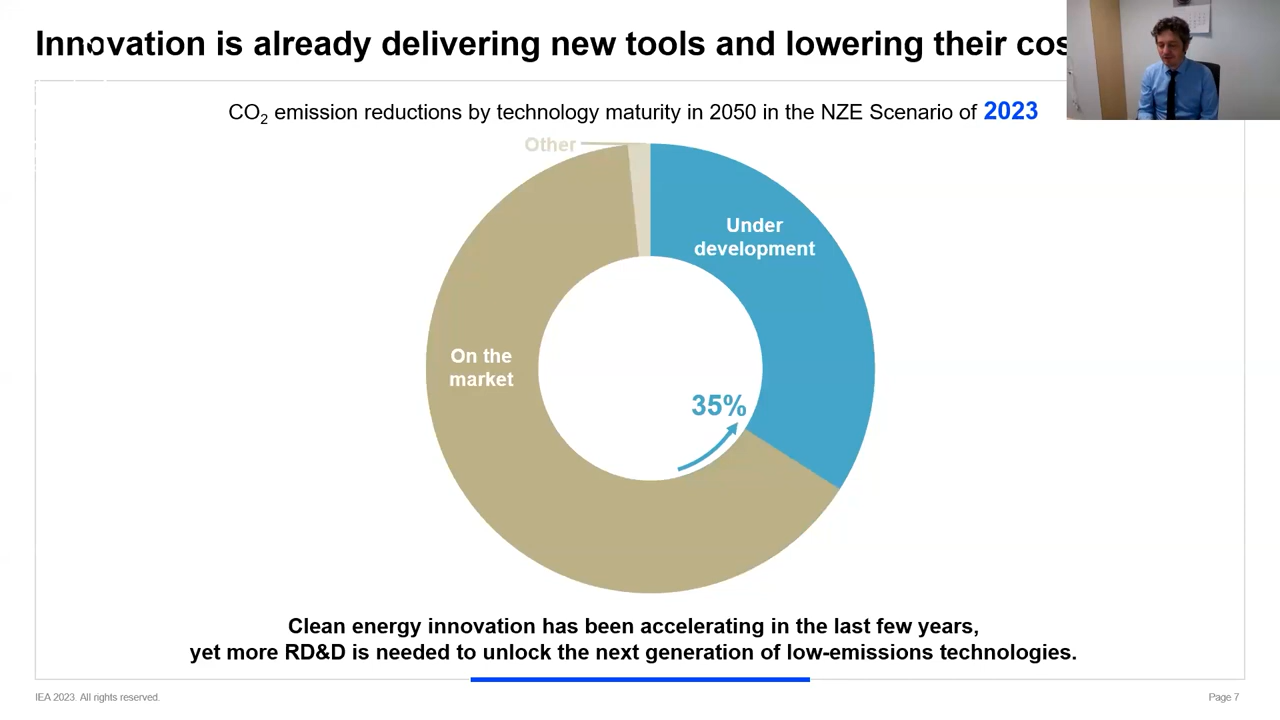 Innovation is already delivering new tools and lowering their cos
CO₂ emission reductions by technology maturity in 2050 in the NZE Scenario of 2023
Other
Under
development
On the
market
35%
Clean energy innovation has been accelerating in the last few years,
yet more RD&D is needed to unlock the next generation of low-emissions technologies.
IEA 2023. All rights reserved.
Page 7